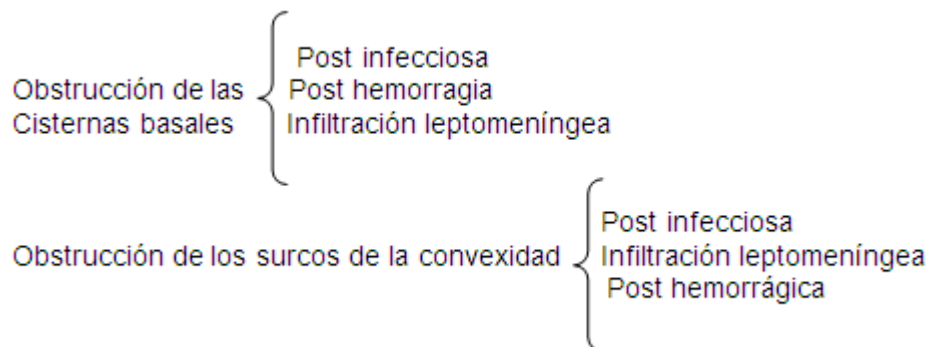 Post infecciosa
Obstrucción de las Post hemorragia
Cisternas basales Infiltración leptomeníngea
Post infecciosa
Obstrucción de los surcos de la convexidad Infiltración leptomeníngea
Post hemorrágica